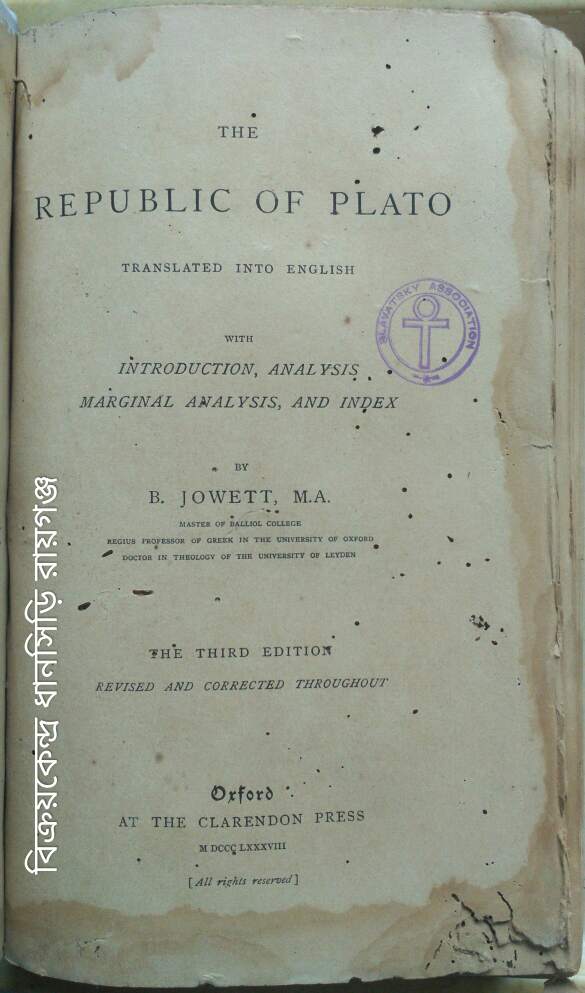 THE
REPUBLIC OF PLATO
TRANSLATED INTO ENGLISH
WITH
INTRODUCTION, ANALYSIS
MARGINAL ANALYSIS, AND INDEX
BY
B. JOWETT, M.A.
MASTER OF BALLIOL COLLEGE
REGIUS PROFESSOR OF GREEK IN THE UNIVERSITY OF OXFORD
DOCTOR IN THEOLOGY OF THE UNIVERSITY OF LEYDEN
THE THIRD EDITION
REVISED AND CORRECTED THROUGHOUT
Oxford
AT THE CLARENDON PRESS
M DCCC LXXXVIII
[All rights reserved]
BLAVATSKY ASSOCIATION
বিক্রয়কেন্দ্র ধানসিড়ি রায়গঞ্জ